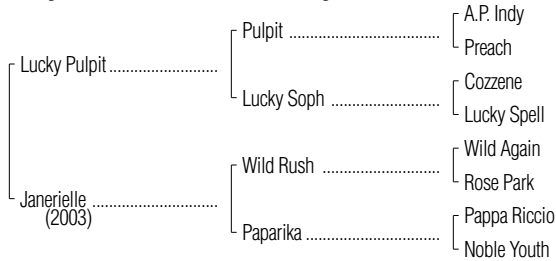 A.P. Indy
Pulpit
Preach
Lucky Pulpit
Cozzene
Lucky Soph
Lucky Spell
Wild Again
Wild Rush
Rose Park
Janerielle
(2003)
Pappa Riccio
Paparika
Noble Youth